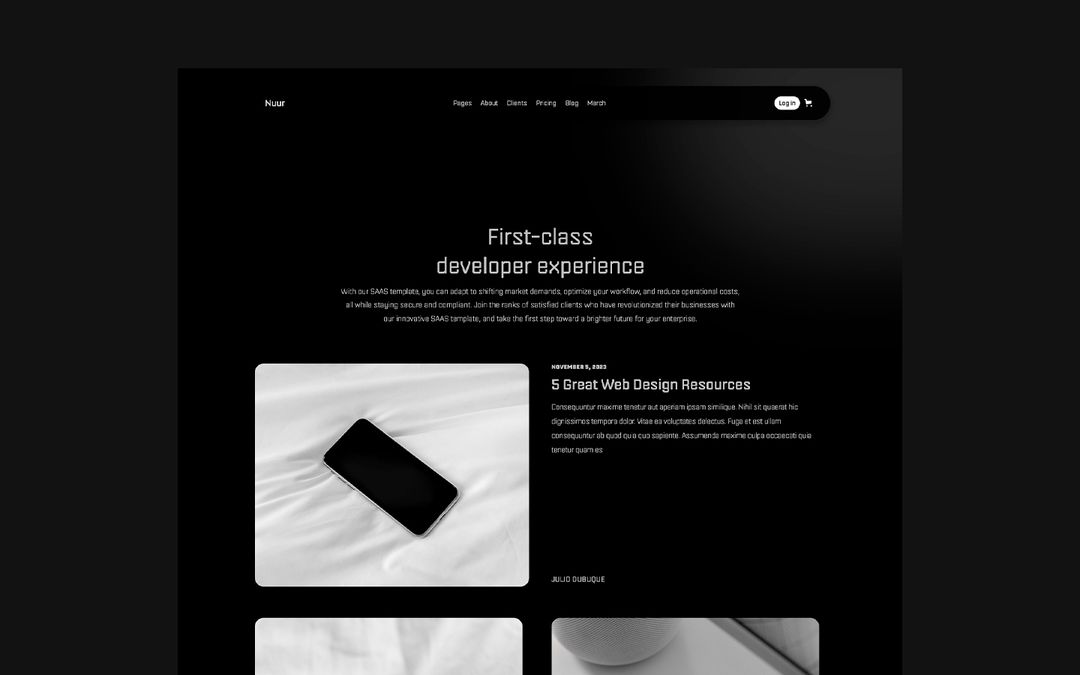 Nuur
Pages About Clients Pricing Blog Merch
Log in
First-class
developer experience
With our SAAS template, you can adapt to shifting market demands, optimize your workflow, and reduce operational costs,
all while staying secure and compliant. Join the ranks of satisfied clients who have revolutionized their businesses with
our innovative SAAS template, and take the first step toward a brighter future for your enterprise.
NOVEMBER 5, 2023
5 Great Web Design Resources
Consequuntur maxime tenetur aut aperiam ipsam similique. Nihil sit quaerat hic
dignissimos tempora dolor. Vitae ea voluptates delectus. Fuga et est ullam
consequuntur ab quod quia quo sapiente. Assumenda maxime culpa occaecati quia
tenetur quam es
JULIO DUBUQUE